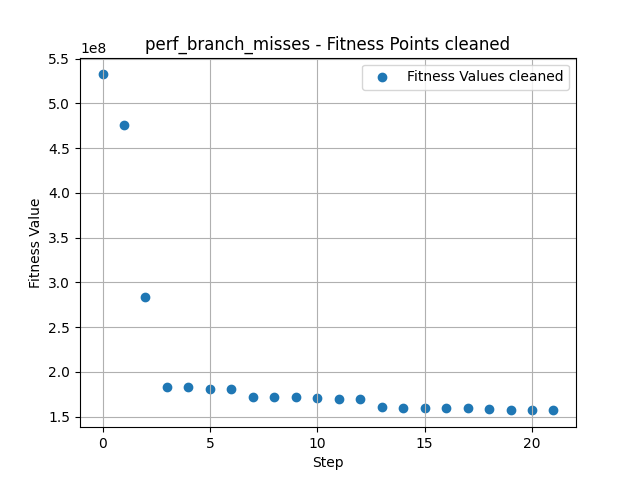 perf_branch_misses - Fitness Points cleaned
1e8
Fitness Values cleaned
5.5
5.0
4.5
4.0
3.5
3.0
2.5
2.0
1.5
Fitness Value
0 5 10 15 20
Step